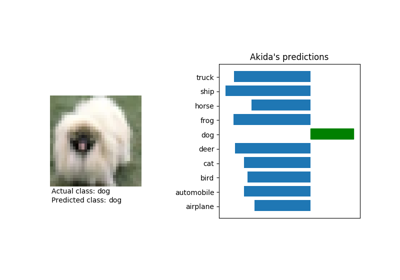 Akida's predictions
truck
ship
horse
frog
dog
deer
cat
bird
automobile
airplane
Actual class: dog
Predicted class: dog